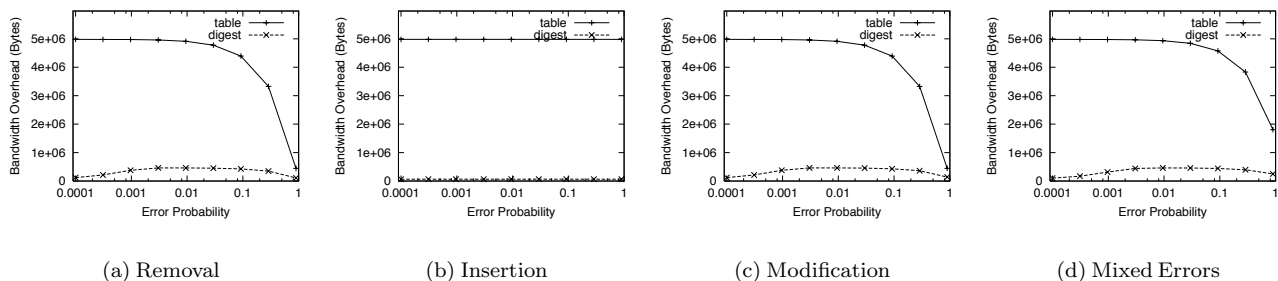 Bandwidth Overhead (Bytes)
5e+06
4e+06
3e+06
2e+06
1e+06
0
0.0001
0.001
0.01
0.1
1
Error Probability
table
digest
(a) Removal
Bandwidth Overhead (Bytes)
5e+06
4e+06
3e+06
2e+06
1e+06
0
0.0001
0.001
0.01
0.1
1
Error Probability
table
digest
(b) Insertion
Bandwidth Overhead (Bytes)
5e+06
4e+06
3e+06
2e+06
1e+06
0
0.0001
0.001
0.01
0.1
1
Error Probability
table
digest
(c) Modification
Bandwidth Overhead (Bytes)
5e+06
4e+06
3e+06
2e+06
1e+06
0
0.0001
0.001
0.01
0.1
1
Error Probability
table
digest
(d) Mixed Errors